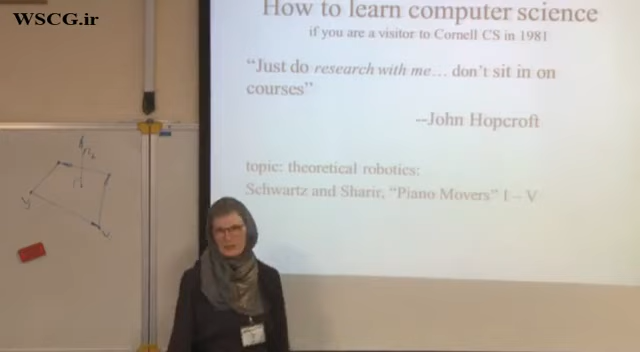 WSCG.ir
How to learn computer science
if you are a visitor to Cornell CS in 1981
“Just do research with me… don’t sit in on
courses”
--John Hopcroft
topic: theoretical robotics:
Schwartz and Sharir, “Piano Movers” I – V